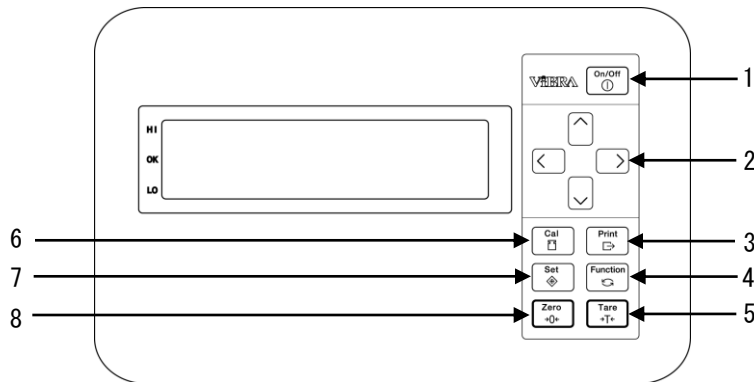 ViBRA
On/Off
1
HI
OK
LO
2
6
Cal
Print
3
7
Set
Function
4
8
Zero
→0←
Tare
→T←
5